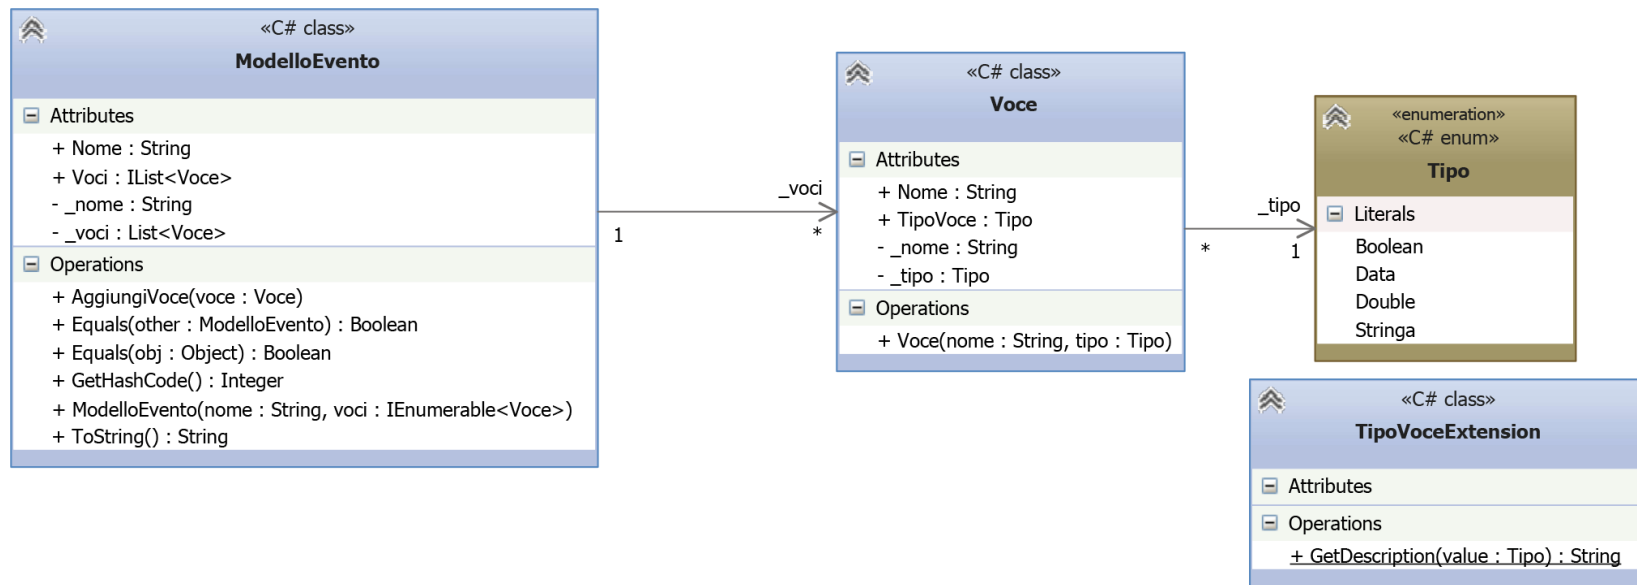 «C# class»
ModelloEvento
Attributes
+ Nome : String
+ Voci : IList<Voce>
- _nome : String
- _voci : List<Voce>
Operations
+ AggiungiVoce(voce : Voce)
+ Equals(other : ModelloEvento) : Boolean
+ Equals(obj : Object) : Boolean
+ GetHashCode() : Integer
+ ModelloEvento(nome : String, voci : IEnumerable<Voce>)
+ ToString() : String
_voci
1
*
«C# class»
Voce
Attributes
+ Nome : String
+ TipoVoce : Tipo
- _nome : String
- _tipo : Tipo
Operations
+ Voce(nome : String, tipo : Tipo)
_tipo
*
1
«enumeration»
«C# enum»
Tipo
Literals
Boolean
Data
Double
Stringa
«C# class»
TipoVoceExtension
Attributes
Operations
+ GetDescription(value : Tipo) : String